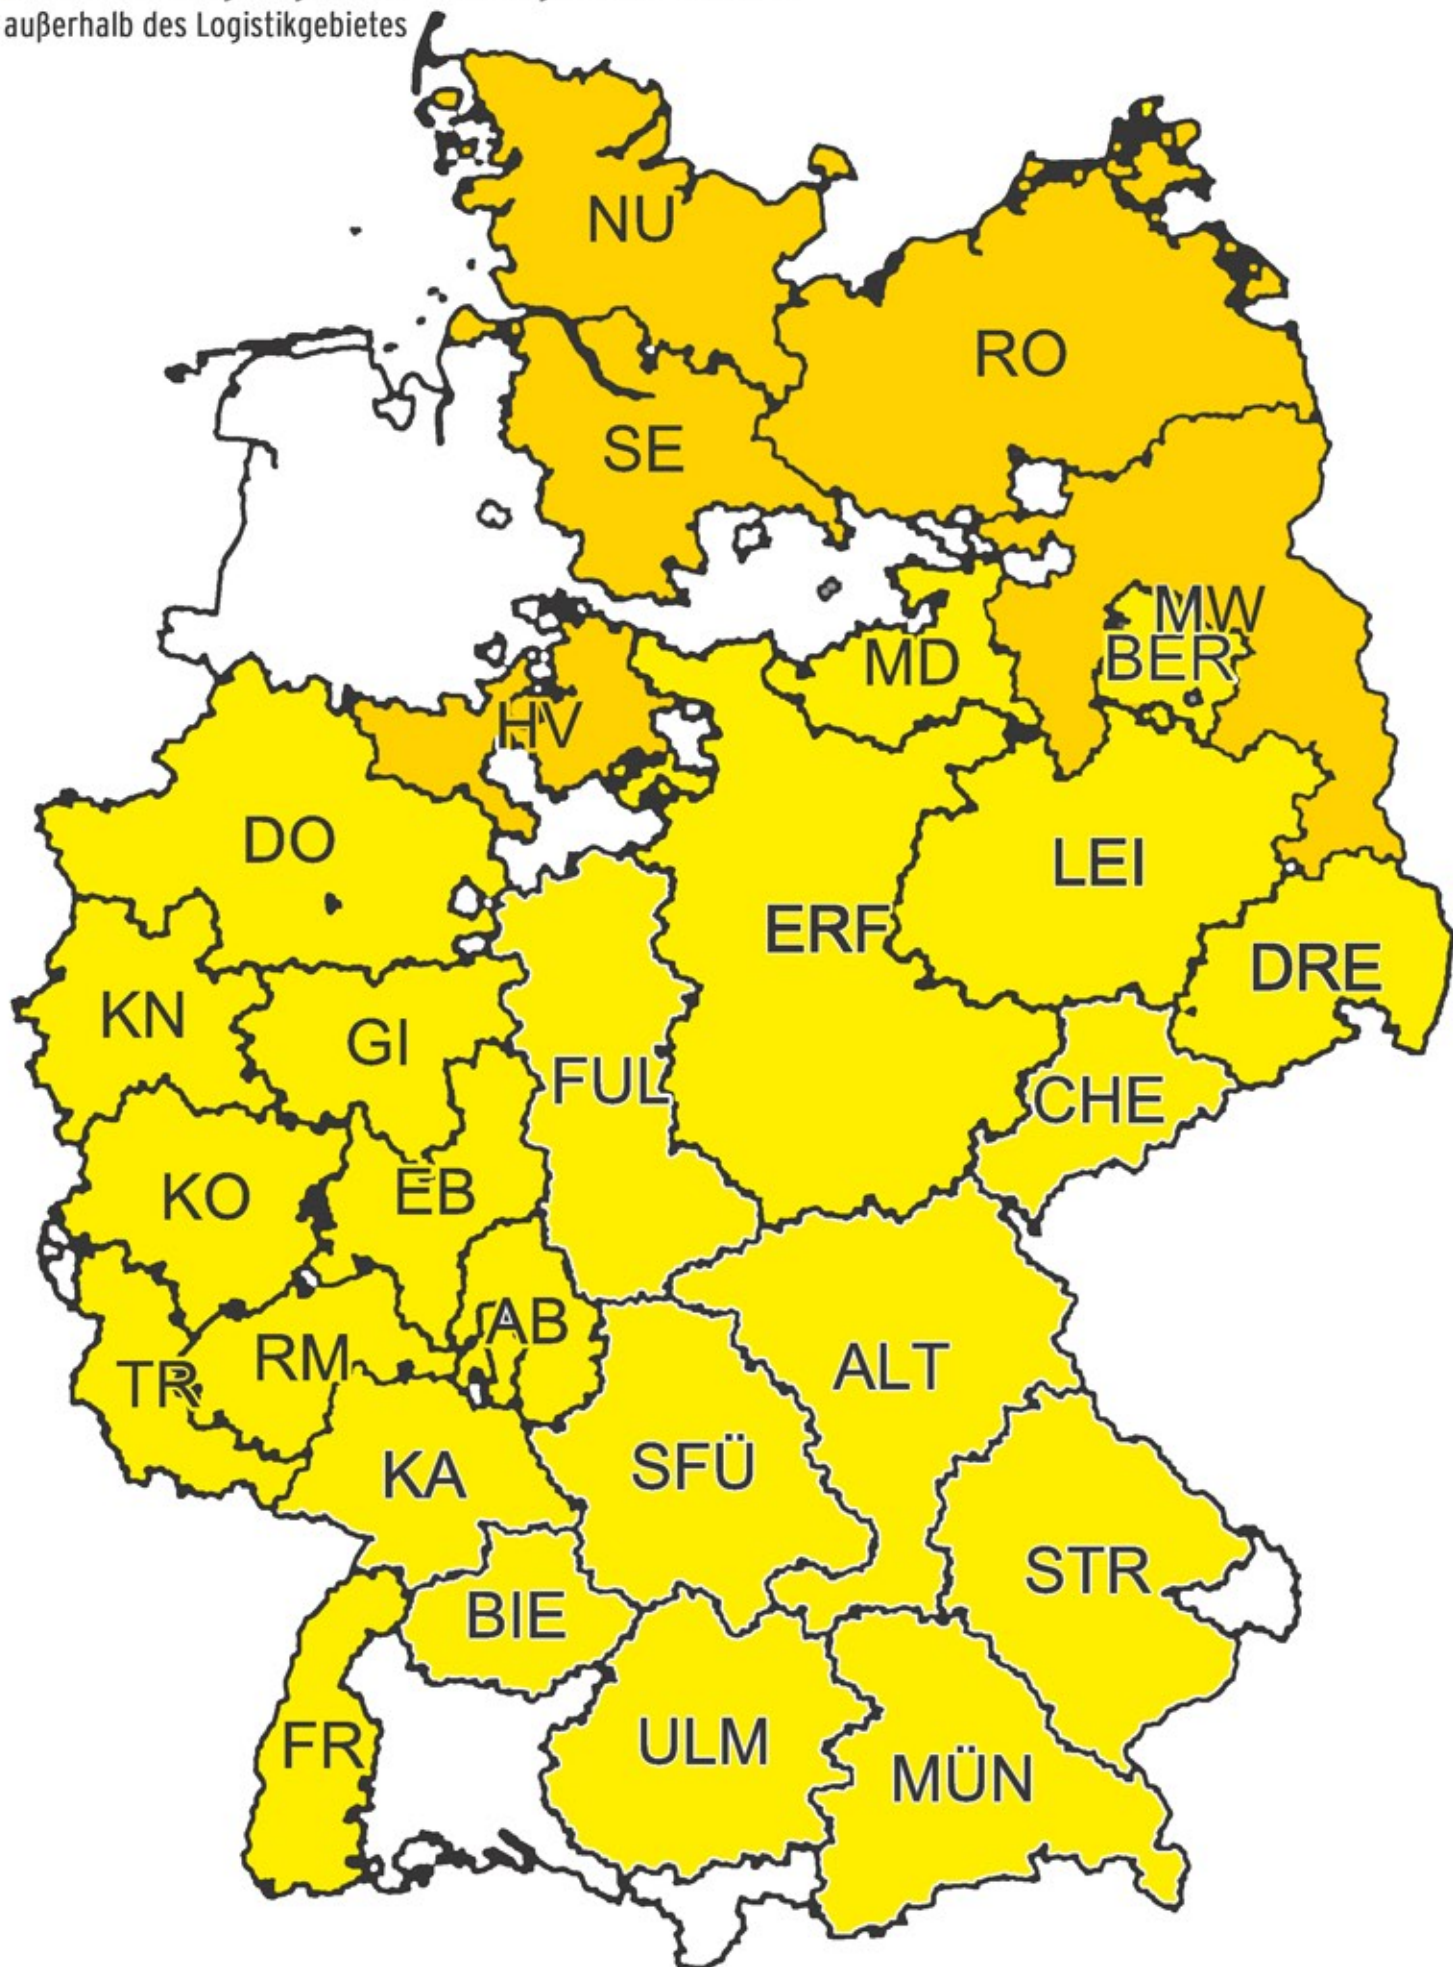 außerhalb des Logistikgebietes
NU
RO
SE
MW
BER
MD
HV
DO
LEI
ERF
DRE
KN
GI
FUL
CHE
KO
EB
AB
RM
TR
ALT
KA
SFÜ
STR
BIE
FR
ULM
MÜN